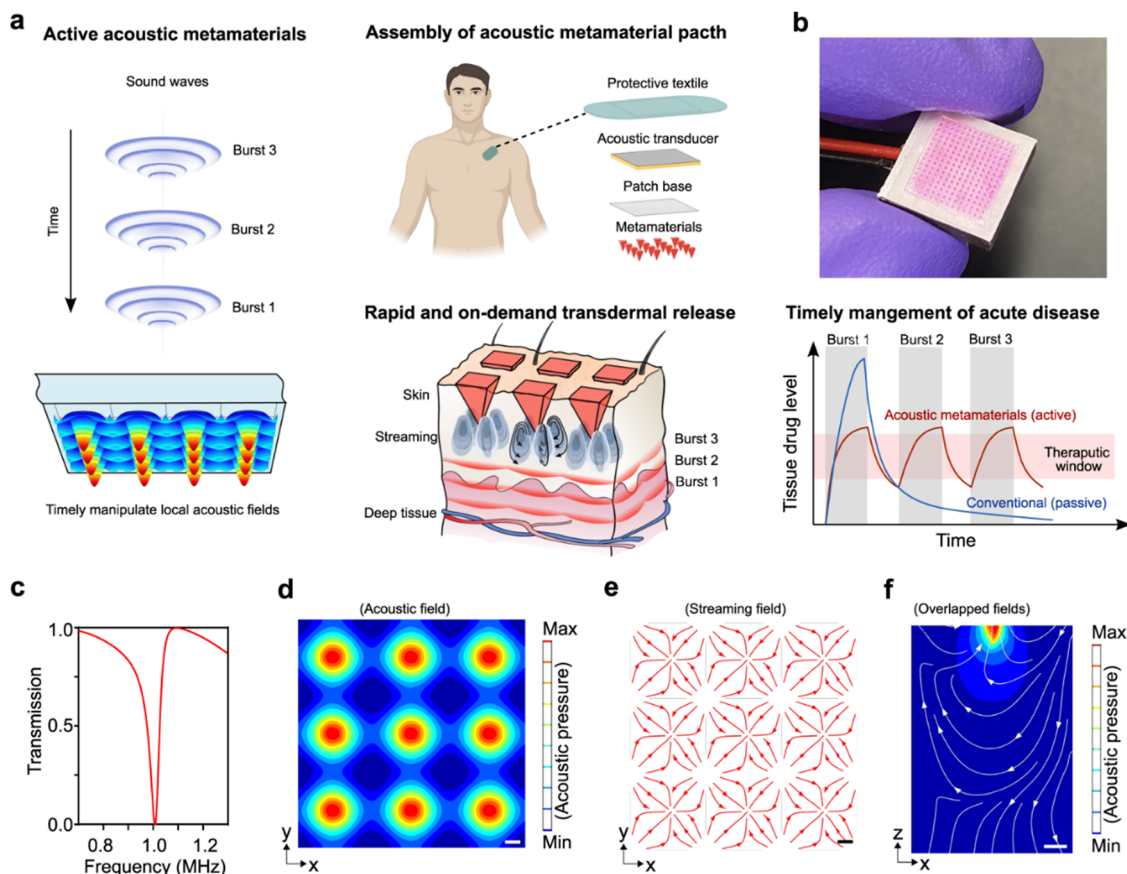 a
Active acoustic metamaterials
Sound waves
Time
Burst 3
Burst 2
Burst 1
Timely manipulate local acoustic fields
Assembly of acoustic metamaterial pacth
Protective textile
Acoustic transducer
Patch base
Metamaterials
Rapid and on-demand transdermal release
Skin
Streaming
Deep tissue
Burst 3
Burst 2
Burst 1
b
Timely mangement of acute disease
Burst 1 Burst 2 Burst 3
Tissue drug level
Acoustic metamaterials (active)
Theraputic
window
Conventional (passive)
Time
c
Transmission
1.0
0.5
0.0
0.8 1.0 1.2
Frequency (MHz)
d
(Acoustic field)
y
x
Max
(Acoustic pressure)
Min
e
(Streaming field)
y
x
f
(Overlapped fields)
z
x
Max
(Acoustic pressure)
Min